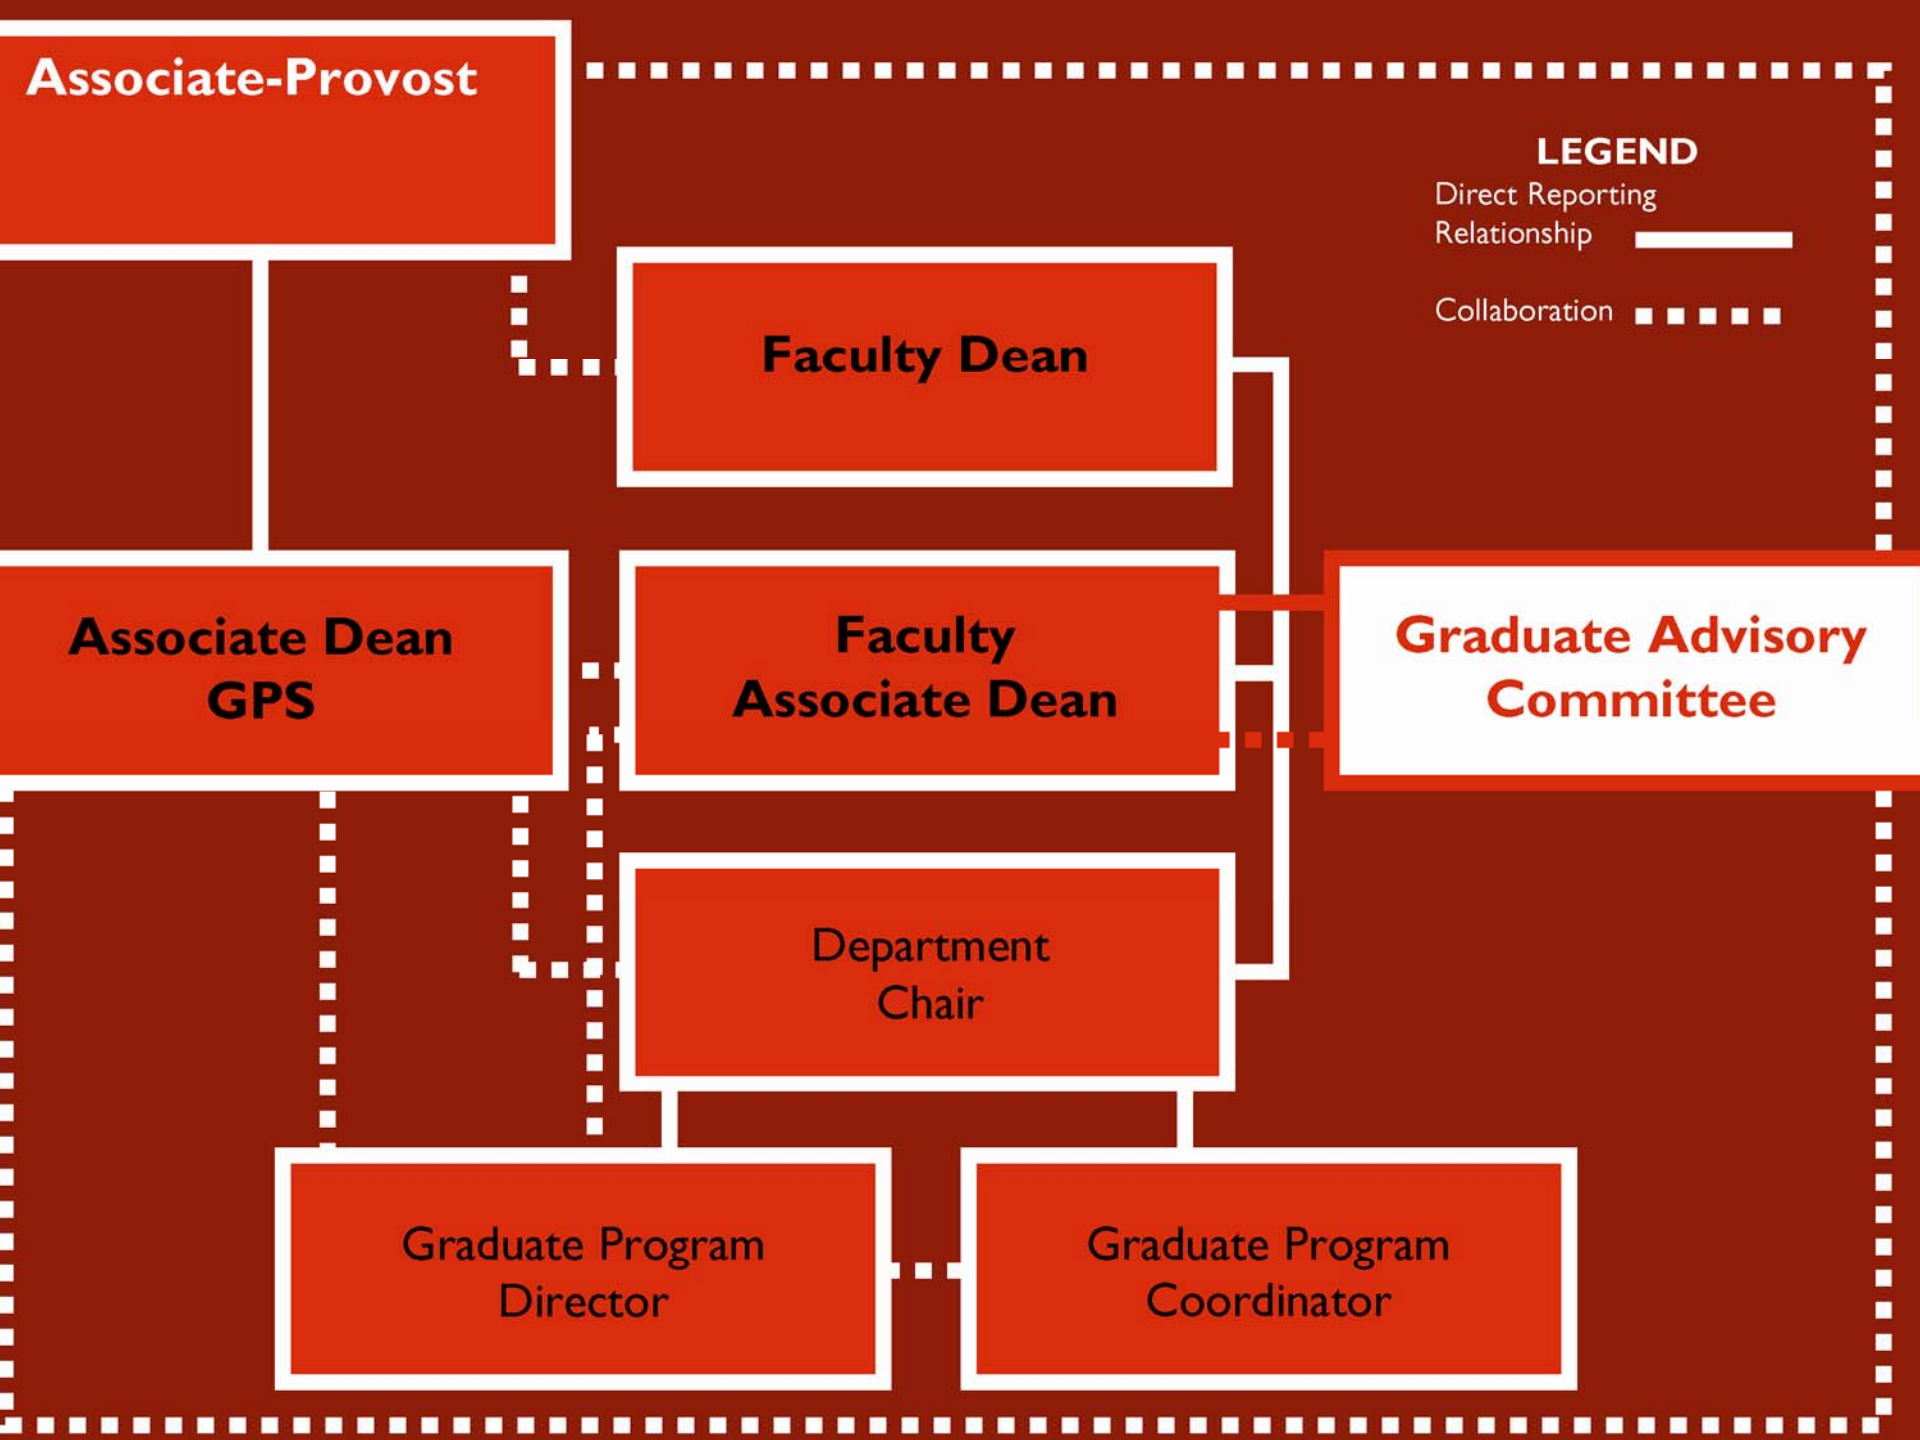 Associate-Provost
LEGEND
Direct Reporting
Relationship
Collaboration
Faculty Dean
Associate Dean
GPS
Faculty
Associate Dean
Graduate Advisory
Committee
Department
Chair
Graduate Program
Director
Graduate Program
Coordinator